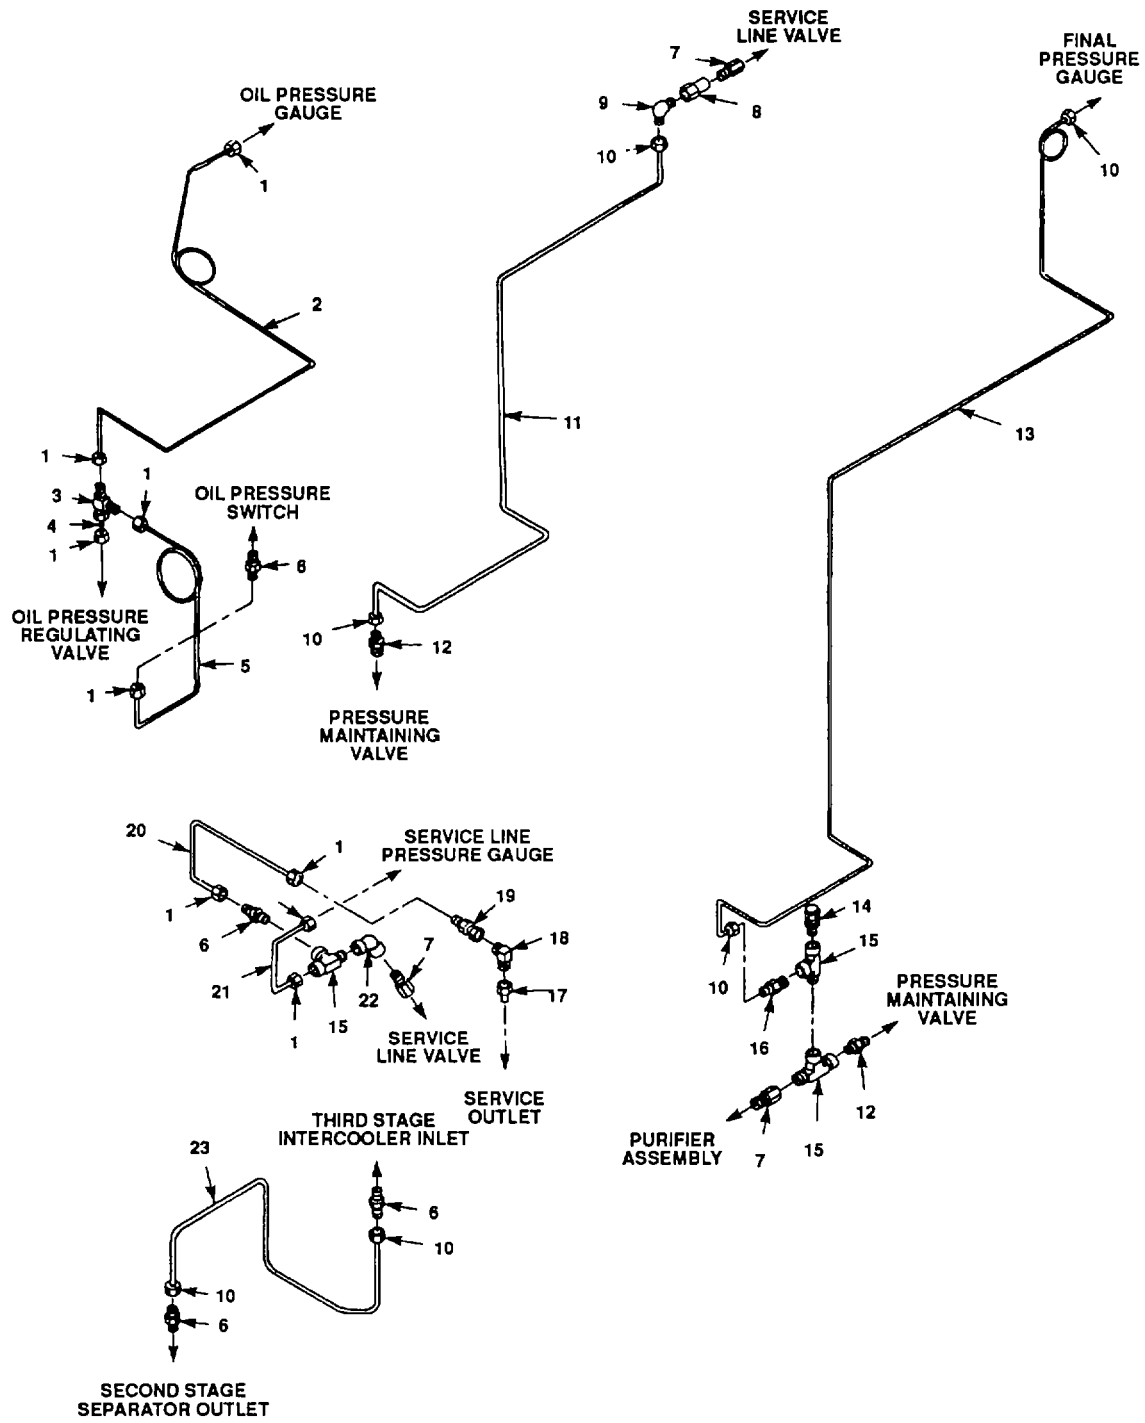 SERVICE
LINE VALVE
7
8
9
10
FINAL
PRESSURE
GAUGE
10
OIL PRESSURE
GAUGE
1
2
11
13
1
3
4
1
1
OIL PRESSURE
SWITCH
6
OIL PRESSURE
REGULATING
VALVE
5
1
10
12
PRESSURE
MAINTAINING
VALVE
20
1
SERVICE LINE
PRESSURE GAUGE
1
6
21
1
15
22
7
19
18
17
SERVICE
LINE VALVE
SERVICE
OUTLET
14
15
10
16
PRESSURE
MAINTAINING
VALVE
12
15
7
PURIFIER
ASSEMBLY
THIRD STAGE
INTERCOOLER INLET
23
6
10
10
6
SECOND STAGE
SEPARATOR OUTLET